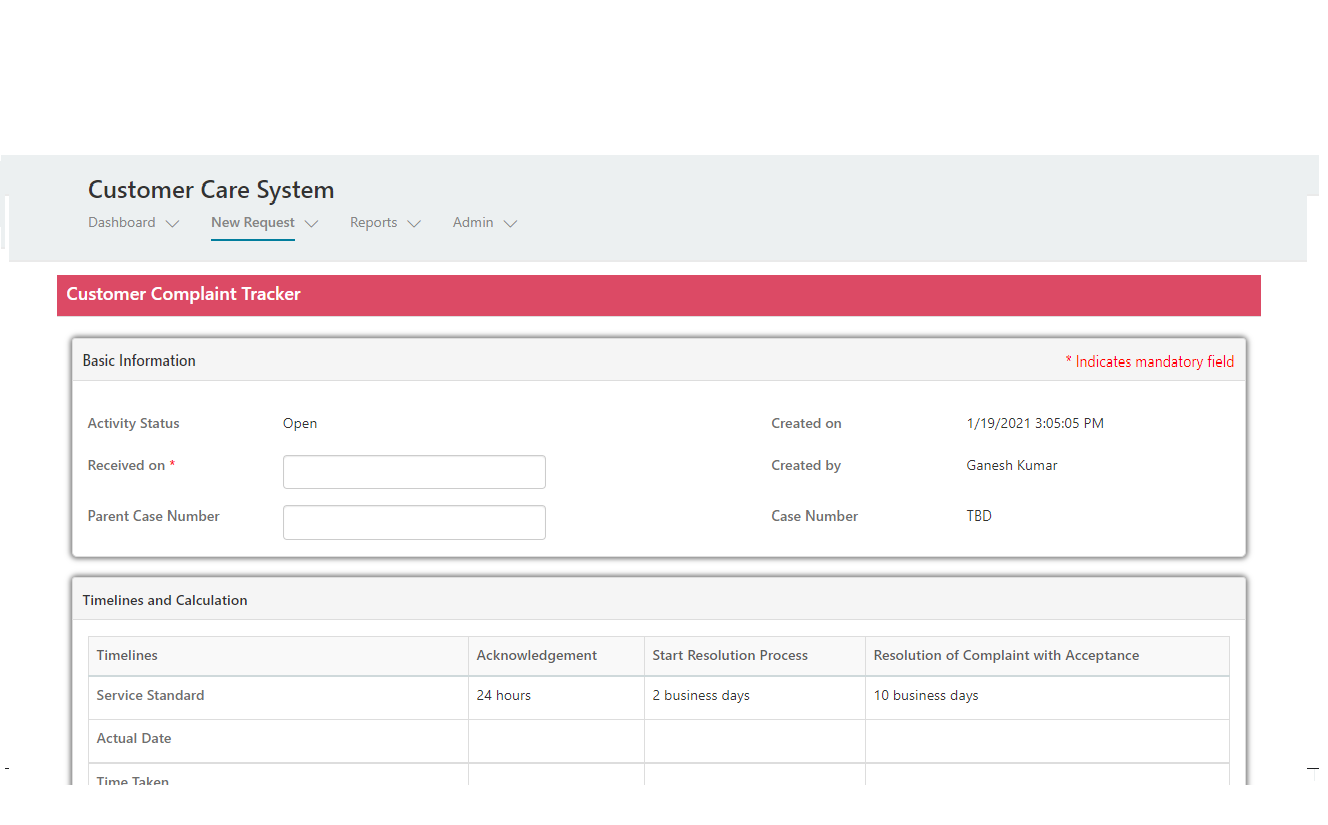 Customer Care System
Dashboard New Request Reports Admin
Customer Complaint Tracker
Basic Information * Indicates mandatory field
Activity Status Open Created on 1/19/2021 3:05:05 PM
Received on * Created by Ganesh Kumar
Parent Case Number Case Number TBD
Timelines and Calculation
Timelines Acknowledgement Start Resolution Process Resolution of Complaint with Acceptance
Service Standard 24 hours 2 business days 10 business days
Actual Date
Time Taken